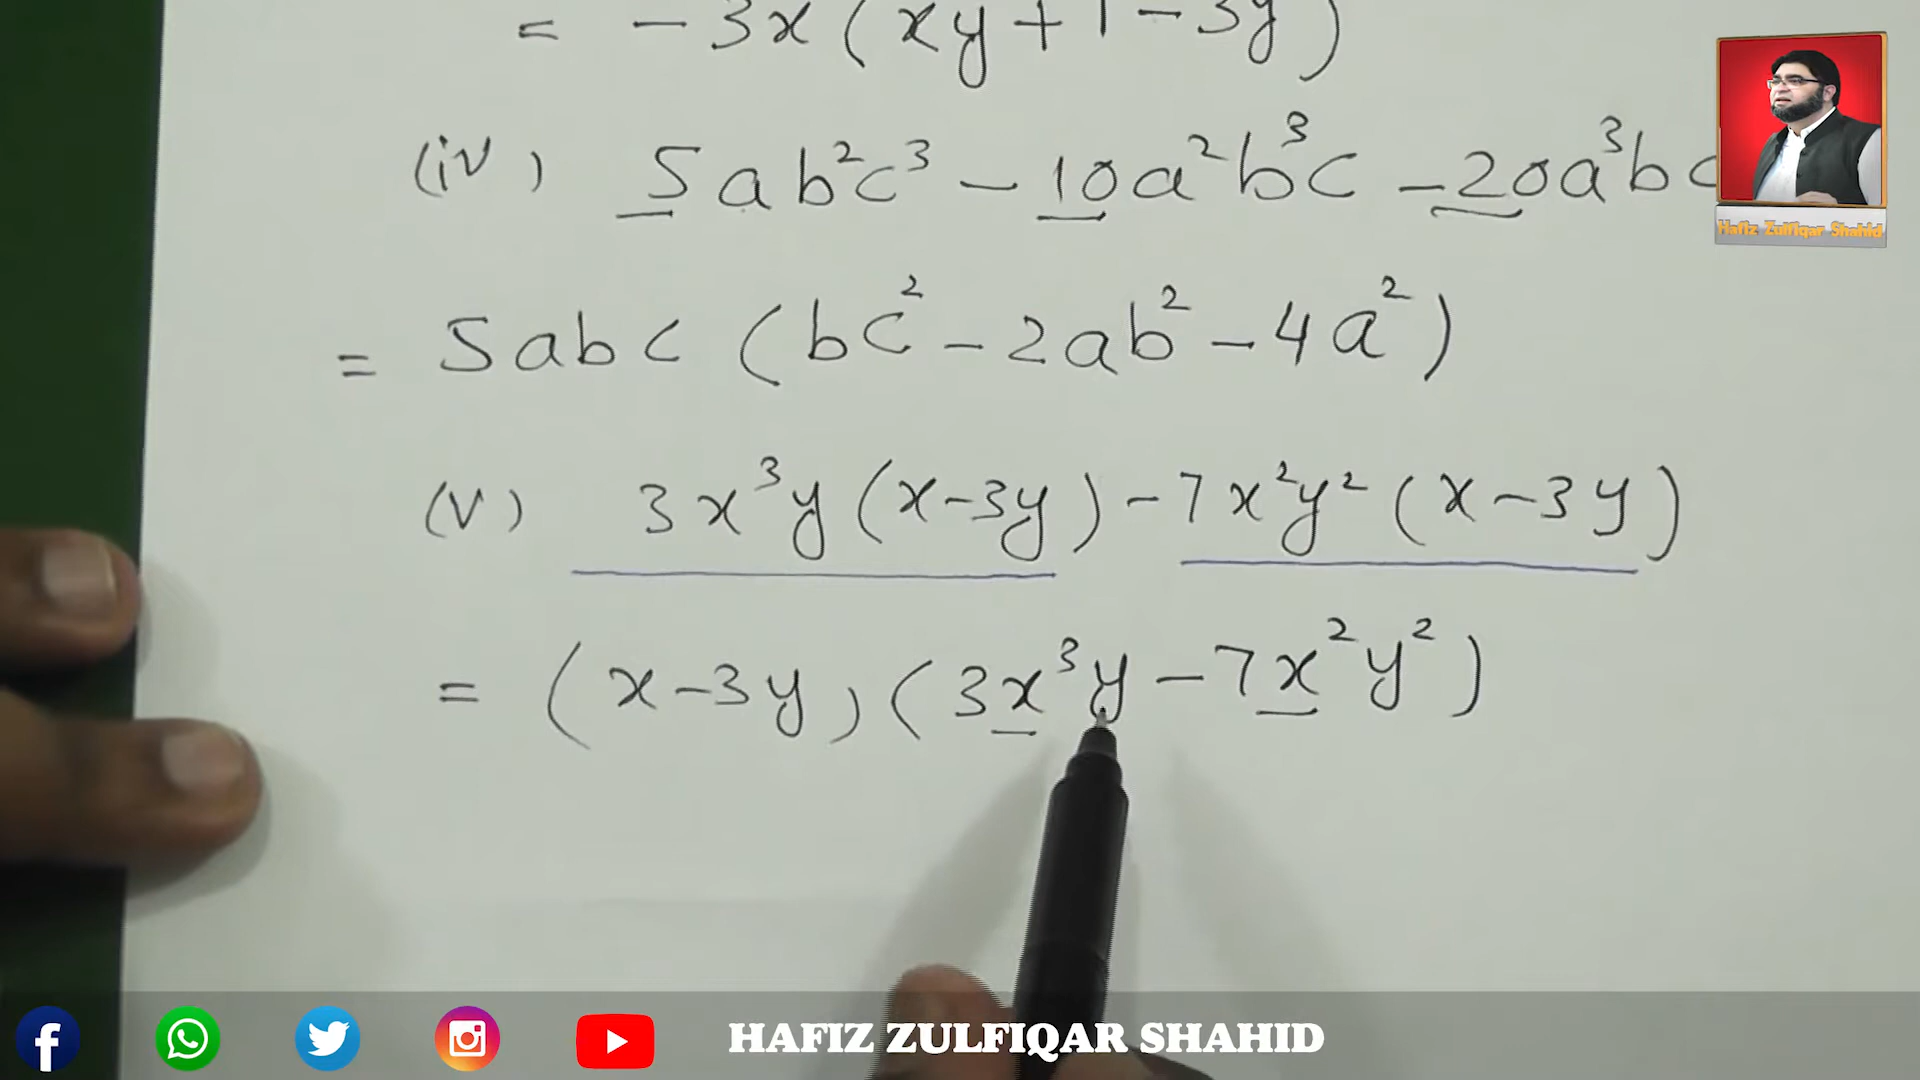 = -3x(xy+1-3y)
(iv) 5ab²c³ - 10a²b³c - 20a³bc
Hafiz Zulfiqar Shahid
= 5abc (bc² - 2ab² - 4a²)
(v) 3x³y(x-3y) - 7x²y² (x-3y)
= (x-3y) (3x³y - 7x²y²)
HAFIZ ZULFIQAR SHAHID